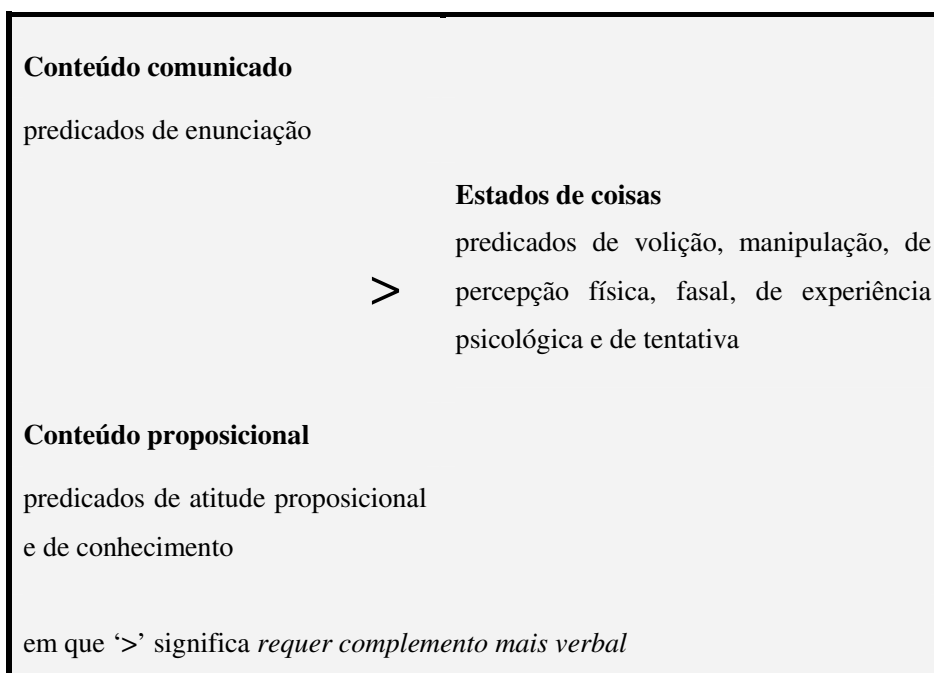 Conteúdo comunicado
predicados de enunciação
Estados de coisas
predicados de volição, manipulação, de
> percepção física, fasal, de experiência
psicológica e de tentativa
Conteúdo proposicional
predicados de atitude proposicional
e de conhecimento
em que ‘>’ significa requer complemento mais verbal